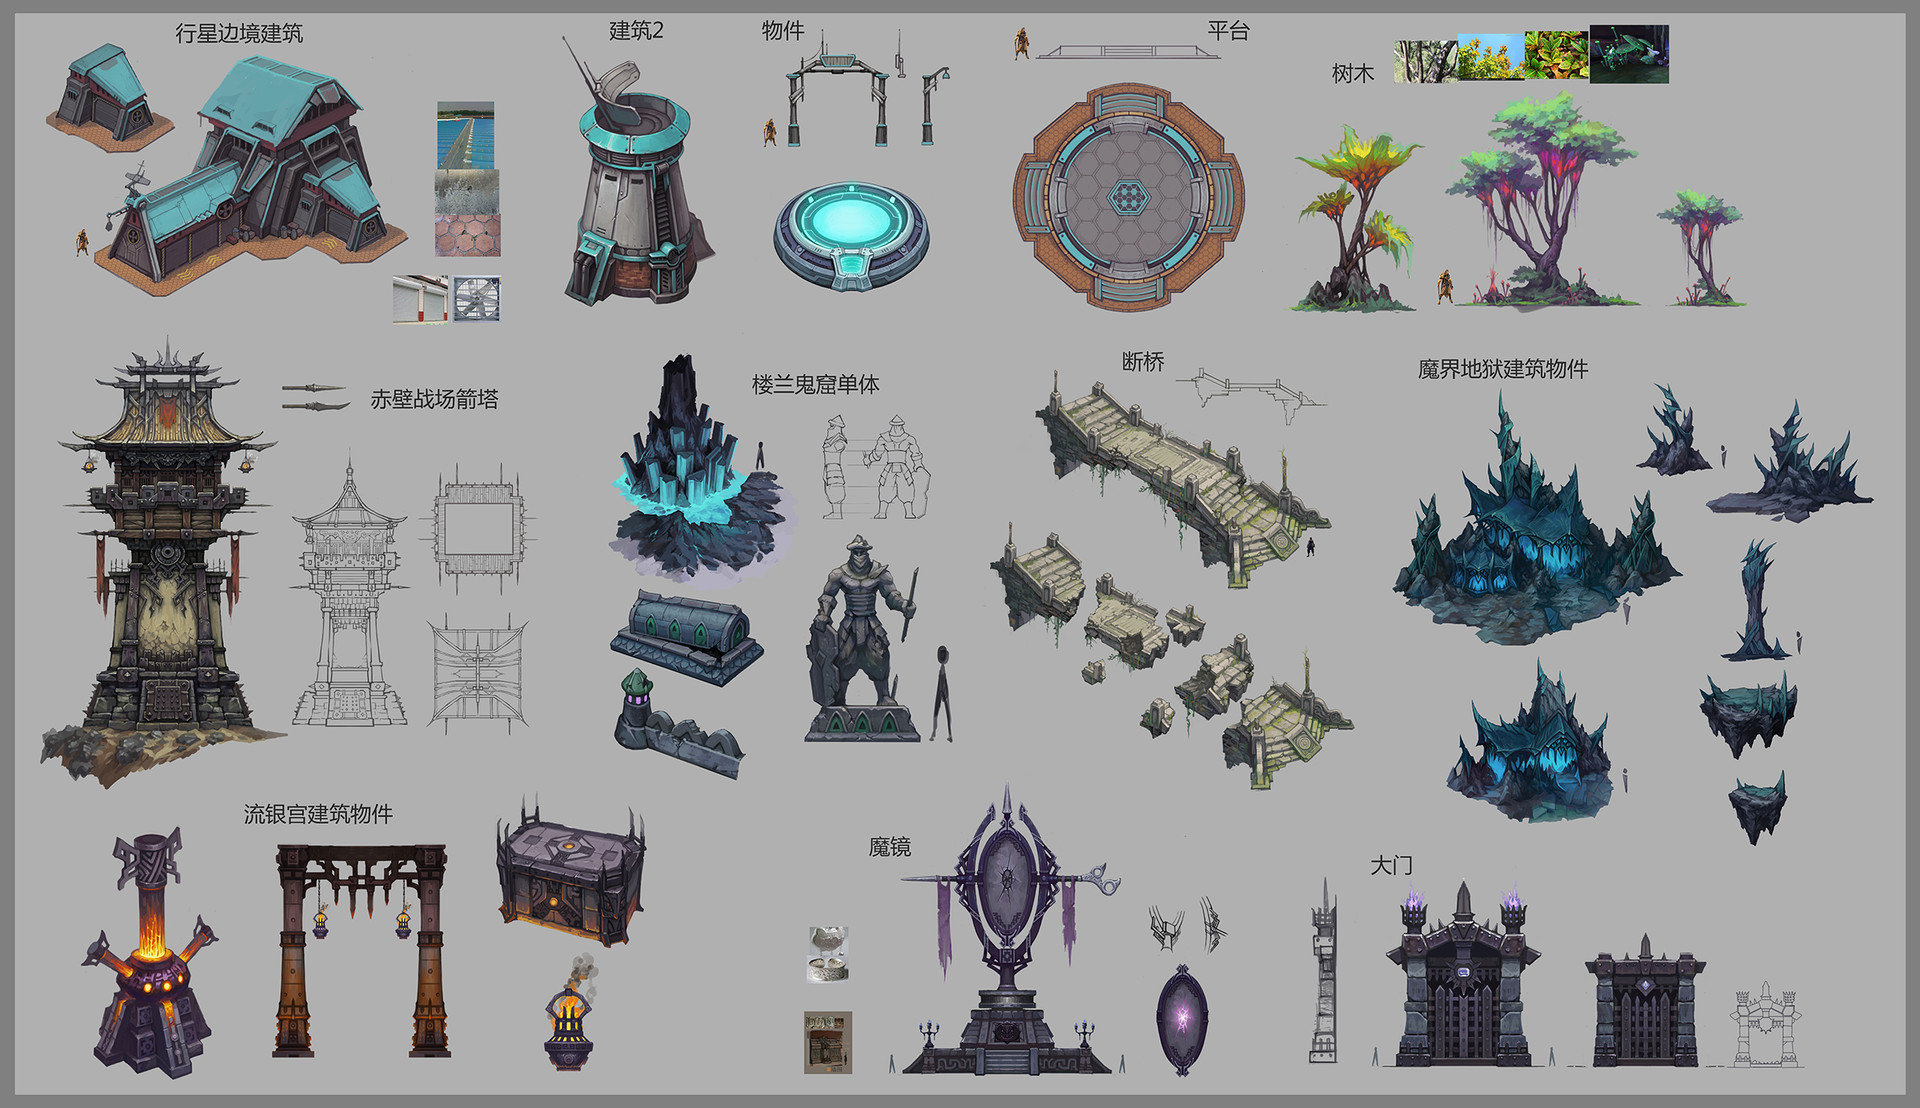 行星边境建筑
建筑2
物件
平台
树木
赤壁战场箭塔
楼兰鬼窟单体
断桥
魔界地狱建筑物件
流银宫建筑物件
魔镜
大门